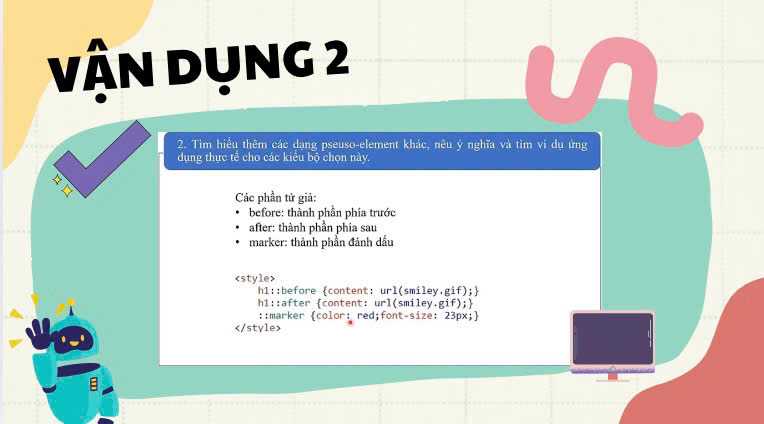 VẬN DỤNG 2
2. Tìm hiểu thêm các dạng pseuso-element khác, nêu ý nghĩa và tìm ví dụ ứng
dụng thực tế cho các kiểu bộ chọn này.
Các phần tử giả:
• before: thành phần phía trước
• after: thành phần phía sau
• marker: thành phần đánh dấu
<style>
h1::before {content: url(smiley.gif);}
h1::after {content: url(smiley.gif);}
::marker {color: red;font-size: 23px;}
</style>